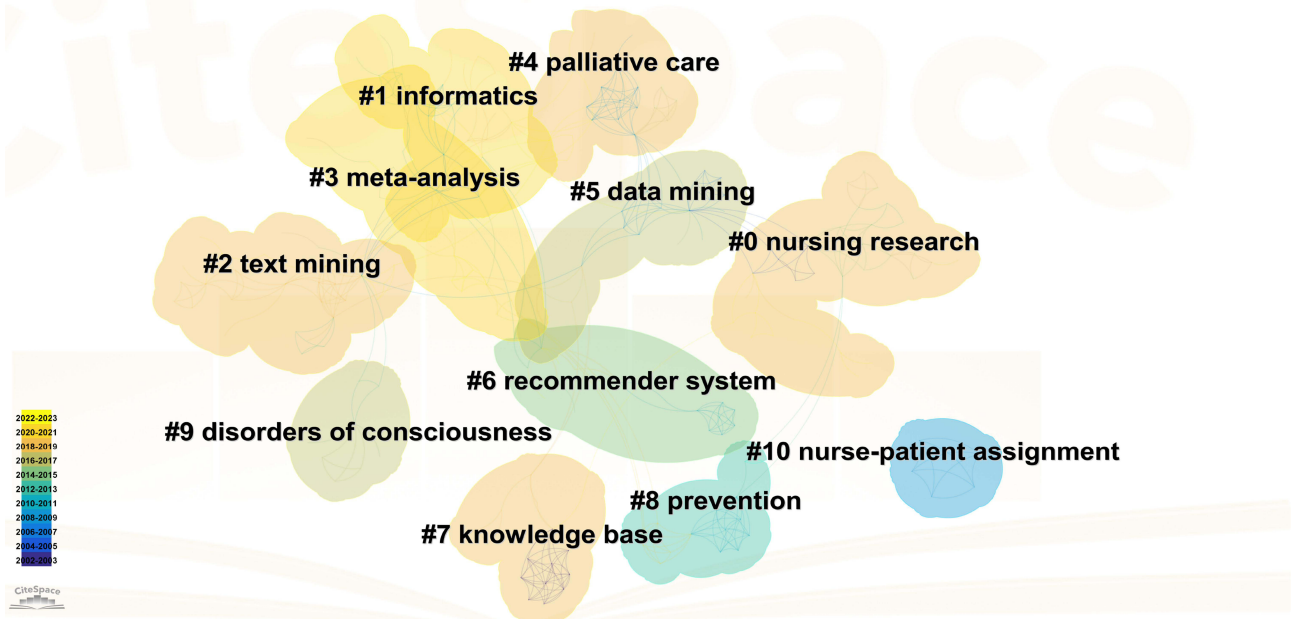 CiteSpace
#4 palliative care
#1 informatics
#3 meta-analysis
#5 data mining
#0 nursing research
#2 text mining
#6 recommender system
#9 disorders of consciousness
#10 nurse-patient assignment
#8 prevention
#7 knowledge base
2022-2023
2020-2021
2018-2019
2016-2017
2014-2015
2012-2013
2010-2011
2008-2009
2006-2007
2004-2005
2002-2003
CiteSpace